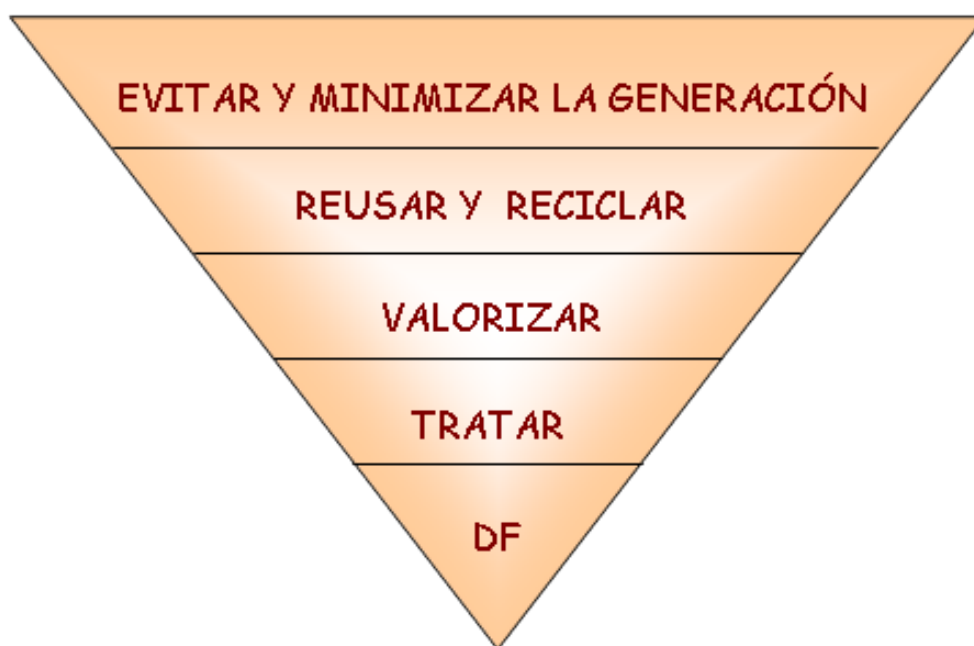 EVITAR Y MINIMIZAR LA GENERACIÓN
REUSAR Y RECICLAR
VALORIZAR
TRATAR
DF